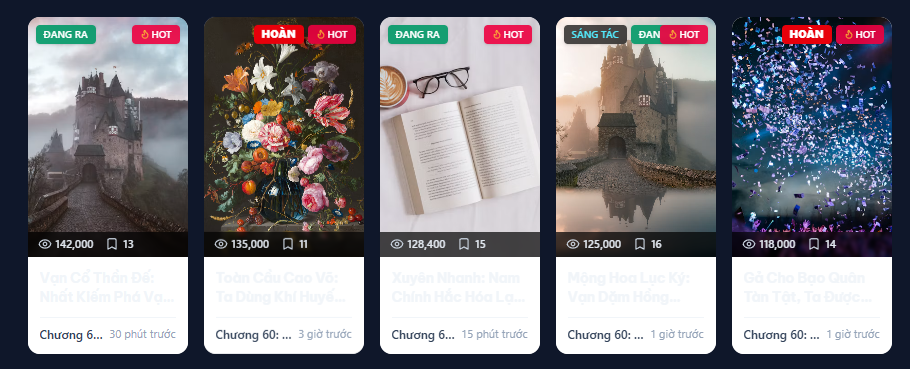 ĐANG RA
HOT
142,000 13
Vạn Cổ Thần Đế:
Nhất Kiếm Phá Vạ...
Chương 6... 30 phút trước
HOÀN
HOT
135,000 11
Toàn Cầu Cao Võ:
Ta Dùng Khí Huyế...
Chương 60: ... 3 giờ trước
ĐANG RA
HOT
128,400 15
Xuyên Nhanh: Nam
Chính Hắc Hóa Lạ...
Chương 6... 15 phút trước
SÁNG TÁC
ĐAN
HOT
125,000 16
Mộng Hoa Lục Ký:
Vạn Dặm Hồng...
Chương 60: ... 1 giờ trước
HOÀN
HOT
118,000 14
Gả Cho Bạo Quân
Tàn Tật, Ta Được...
Chương 60: ... 1 giờ trước